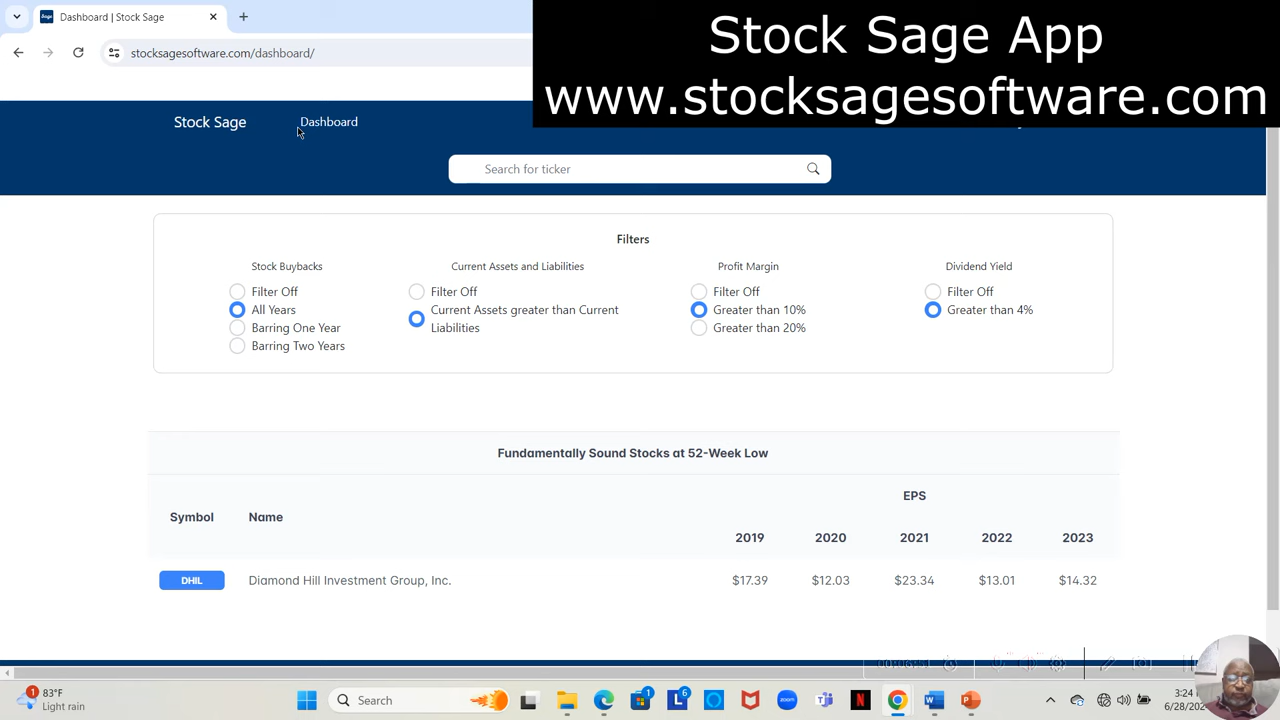 Dashboard | Stock Sage
stocksagesoftware.com/dashboard/
Stock Sage App
www.stocksagesoftware.com
Stock Sage
Dashboard
Search for ticker
Filters
Stock Buybacks
Current Assets and Liabilities
Profit Margin
Dividend Yield
Filter Off
Filter Off
Filter Off
Filter Off
All Years
Current Assets greater than Current
Liabilities
Greater than 10%
Greater than 4%
Barring One Year
Greater than 20%
Barring Two Years
Fundamentally Sound Stocks at 52-Week Low
EPS
Symbol Name
2019 2020 2021 2022 2023
DHIL Diamond Hill Investment Group, Inc. $17.39 $12.03 $23.34 $13.01 $14.32
1
83°F
Light rain
Search
1
6
zoom
3:24
6/28/20